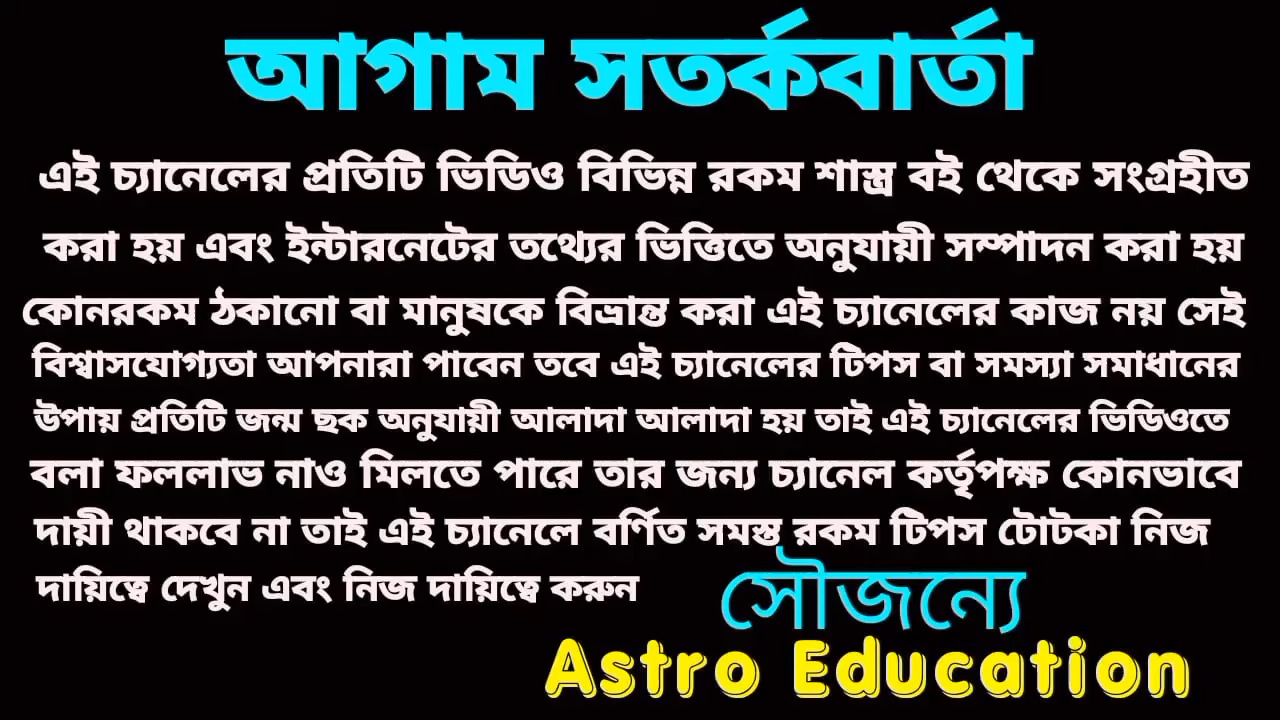 আগাম সতর্কবার্তা
এই চ্যানেলের প্রতিটি ভিডিও বিভিন্ন রকম শাস্ত্র বই থেকে সংগ্রহীত
করা হয় এবং ইন্টারনেটের তথ্যের ভিত্তিতে অনুযায়ী সম্পাদন করা হয়
কোনরকম ঠকানো বা মানুষকে বিভ্রান্ত করা এই চ্যানেলের কাজ নয় সেই
বিশ্বাসযোগ্যতা আপনারা পাবেন তবে এই চ্যানেলের টিপস বা সমস্যা সমাধানের
উপায় প্রতিটি জন্ম ছক অনুযায়ী আলাদা আলাদা হয় তাই এই চ্যানেলের ভিডিওতে
বলা ফললাভ নাও মিলতে পারে তার জন্য চ্যানেল কর্তৃপক্ষ কোনভাবে
দায়ী থাকবে না তাই এই চ্যানেলে বর্ণিত সমস্ত রকম টিপস টোটকা নিজ
দায়িত্বে দেখুন এবং নিজ দায়িত্বে করুন
সৌজন্যে
Astro Education